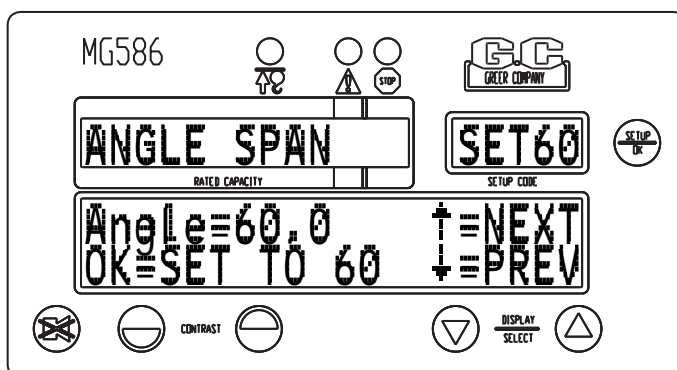 MG586
STOP
G.C
GREER COMPANY
ANGLE SPAN
SET60
SETUP
OK
RATED CAPACITY
SETUP CODE
Angle=60.0 ↑=NEXT
OK=SET TO 60 ↓=PREV
CONTRAST
DISPLAY
SELECT